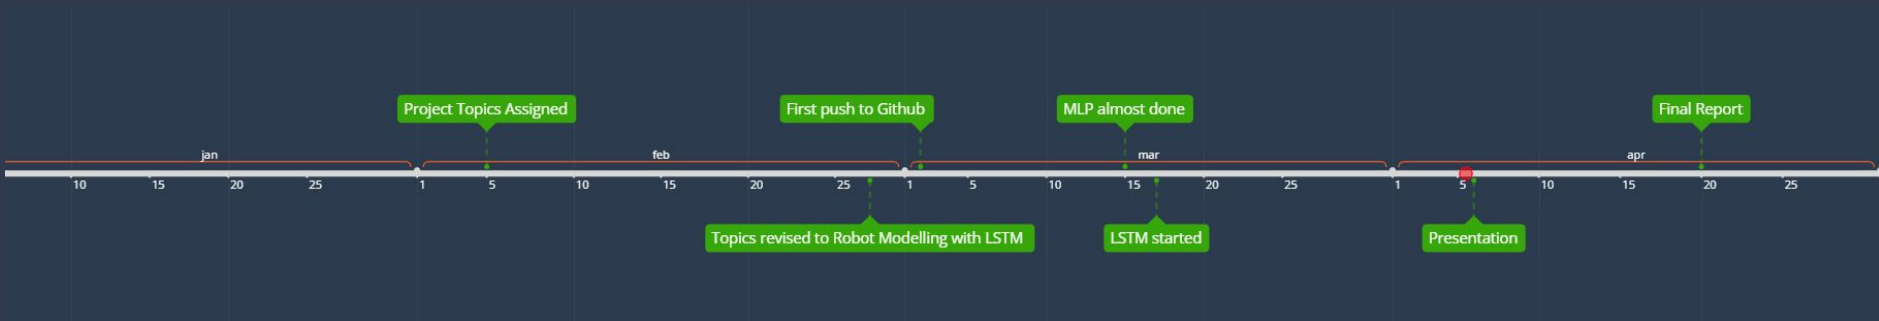 Project Topics Assigned
First push to Github
MLP almost done
Final Report
jan
feb
mar
apr
10 15 20 25 1 5 10 15 20 25 1 5 10 15 20 25 1 5 10 15 20 25
Topics revised to Robot Modelling with LSTM
LSTM started
Presentation